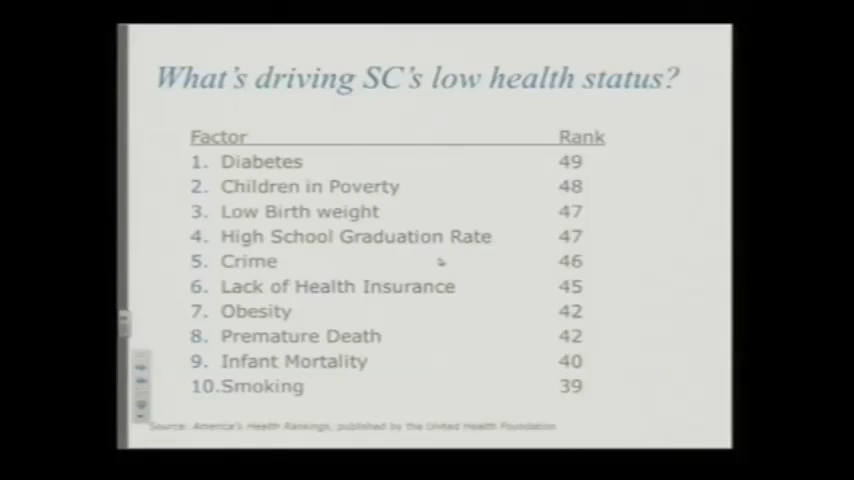 What's driving SC's low health status?
Factor Rank
1. Diabetes 49
2. Children in Poverty 48
3. Low Birth weight 47
4. High School Graduation Rate 47
5. Crime 46
6. Lack of Health Insurance 45
7. Obesity 42
8. Premature Death 42
9. Infant Mortality 40
10.Smoking 39
Source: America's Health Rankings, published by the United Health Foundation